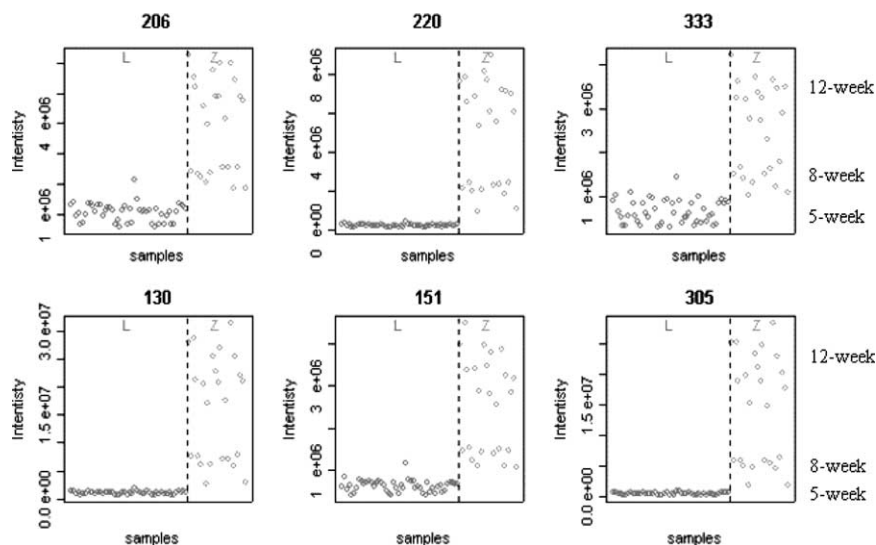 206 220 333
L Z L Z L Z
Intentisty Intentisty Intentisty
1 e+06 4 e+06
0 e+00 4 e+06 8 e+06
1 e+06 3 e+06
12-week
8-week
5-week
samples samples samples
130 151 305
L Z L Z L Z
Intentisty Intentisty Intentisty
0.0 e+00 1.5 e+07 3.0 e+07
1 e+06 3 e+06
0.0 e+00 1.5 e+07
12-week
8-week
5-week
samples samples samples